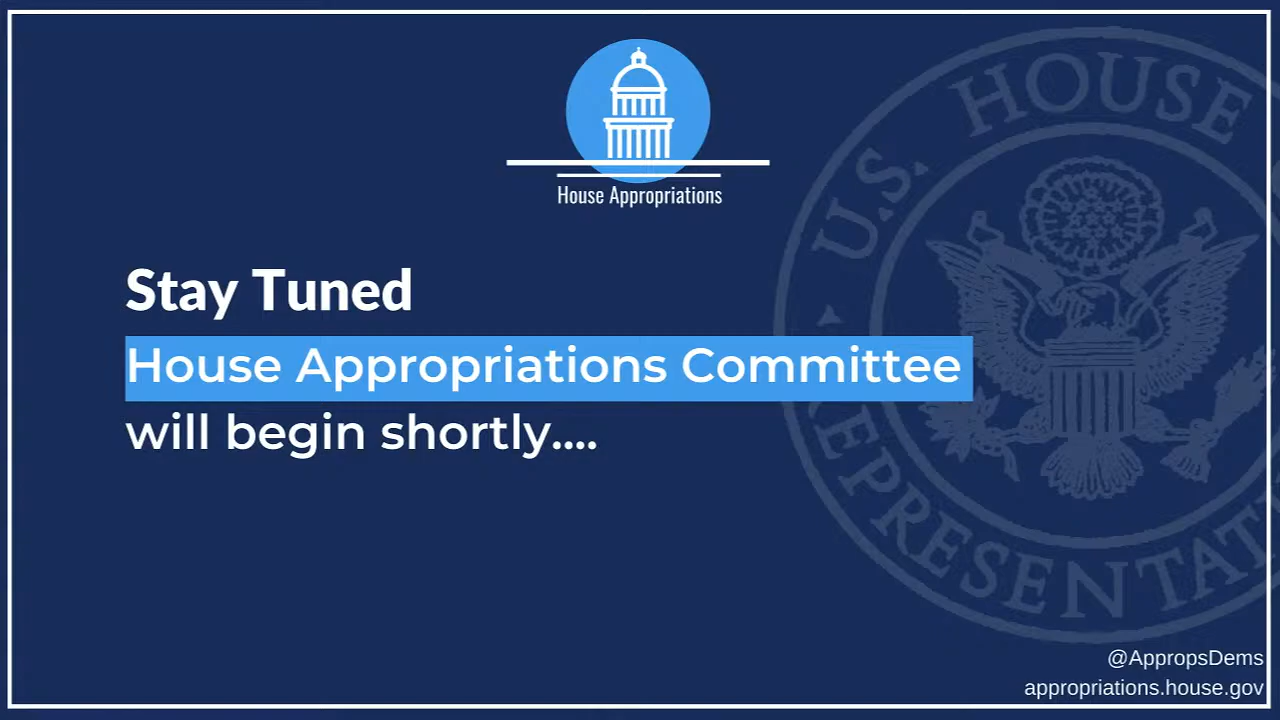 House Appropriations
Stay Tuned
House Appropriations Committee
will begin shortly....
U.S. HOUSE
REPRESENTAT
@AppropsDems
appropriations.house.gov